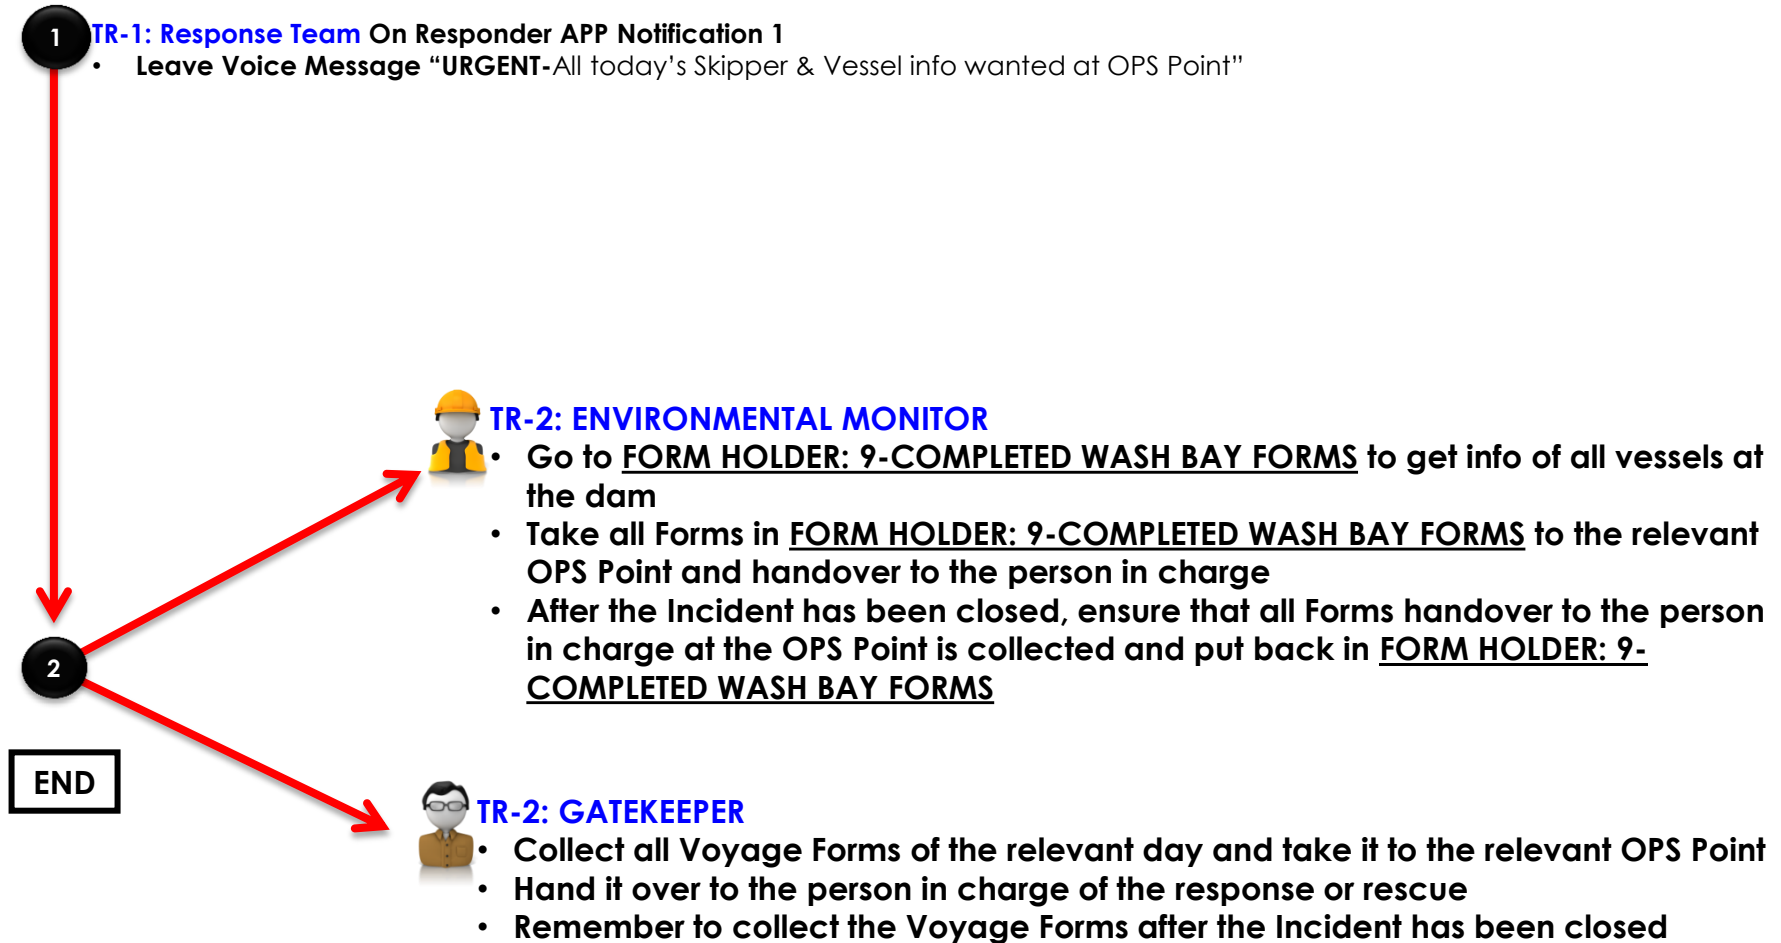 1
TR-1: Response Team On Responder APP Notification 1
• Leave Voice Message “URGENT-All today’s Skipper & Vessel info wanted at OPS Point”
TR-2: ENVIRONMENTAL MONITOR
• Go to FORM HOLDER: 9-COMPLETED WASH BAY FORMS to get info of all vessels at
the dam
• Take all Forms in FORM HOLDER: 9-COMPLETED WASH BAY FORMS to the relevant
OPS Point and handover to the person in charge
• After the Incident has been closed, ensure that all Forms handover to the person
in charge at the OPS Point is collected and put back in FORM HOLDER: 9-
COMPLETED WASH BAY FORMS
2
END
TR-2: GATEKEEPER
• Collect all Voyage Forms of the relevant day and take it to the relevant OPS Point
• Hand it over to the person in charge of the response or rescue
• Remember to collect the Voyage Forms after the Incident has been closed